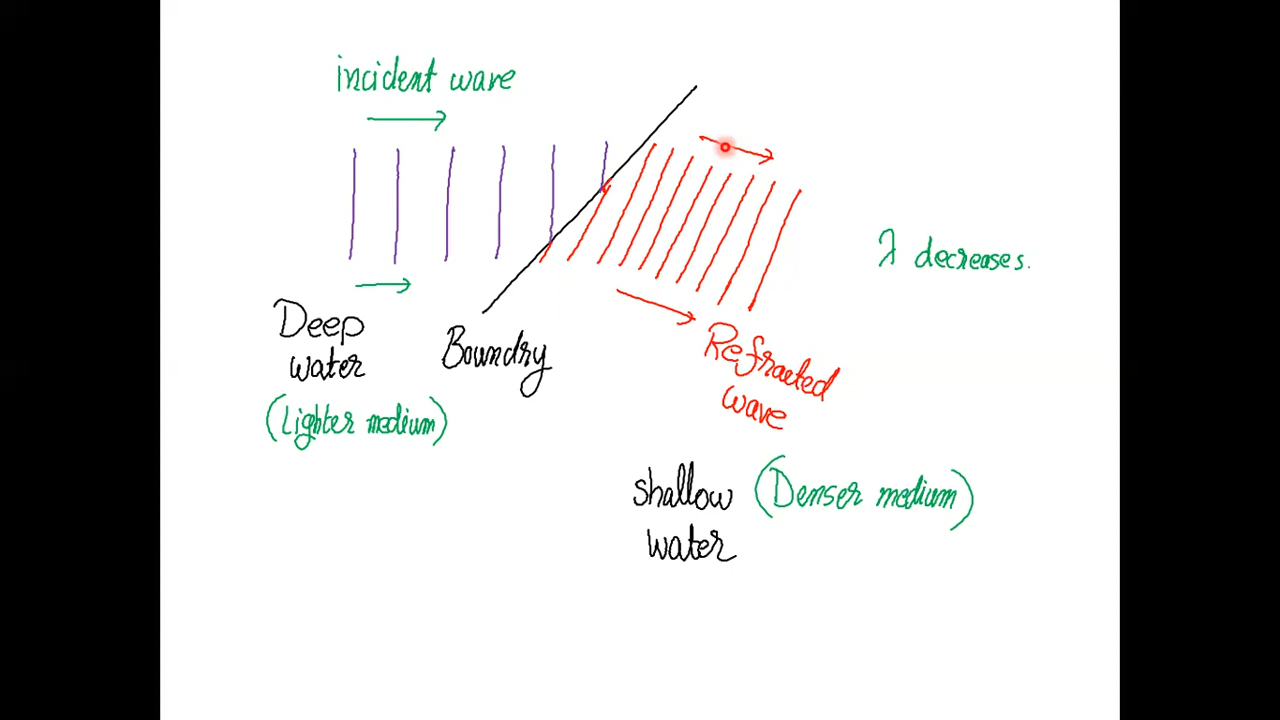 incident wave
Deep
water
(Lighter medium)
Boundry
Refracted
wave
λ decreases.
shallow (Denser medium)
water